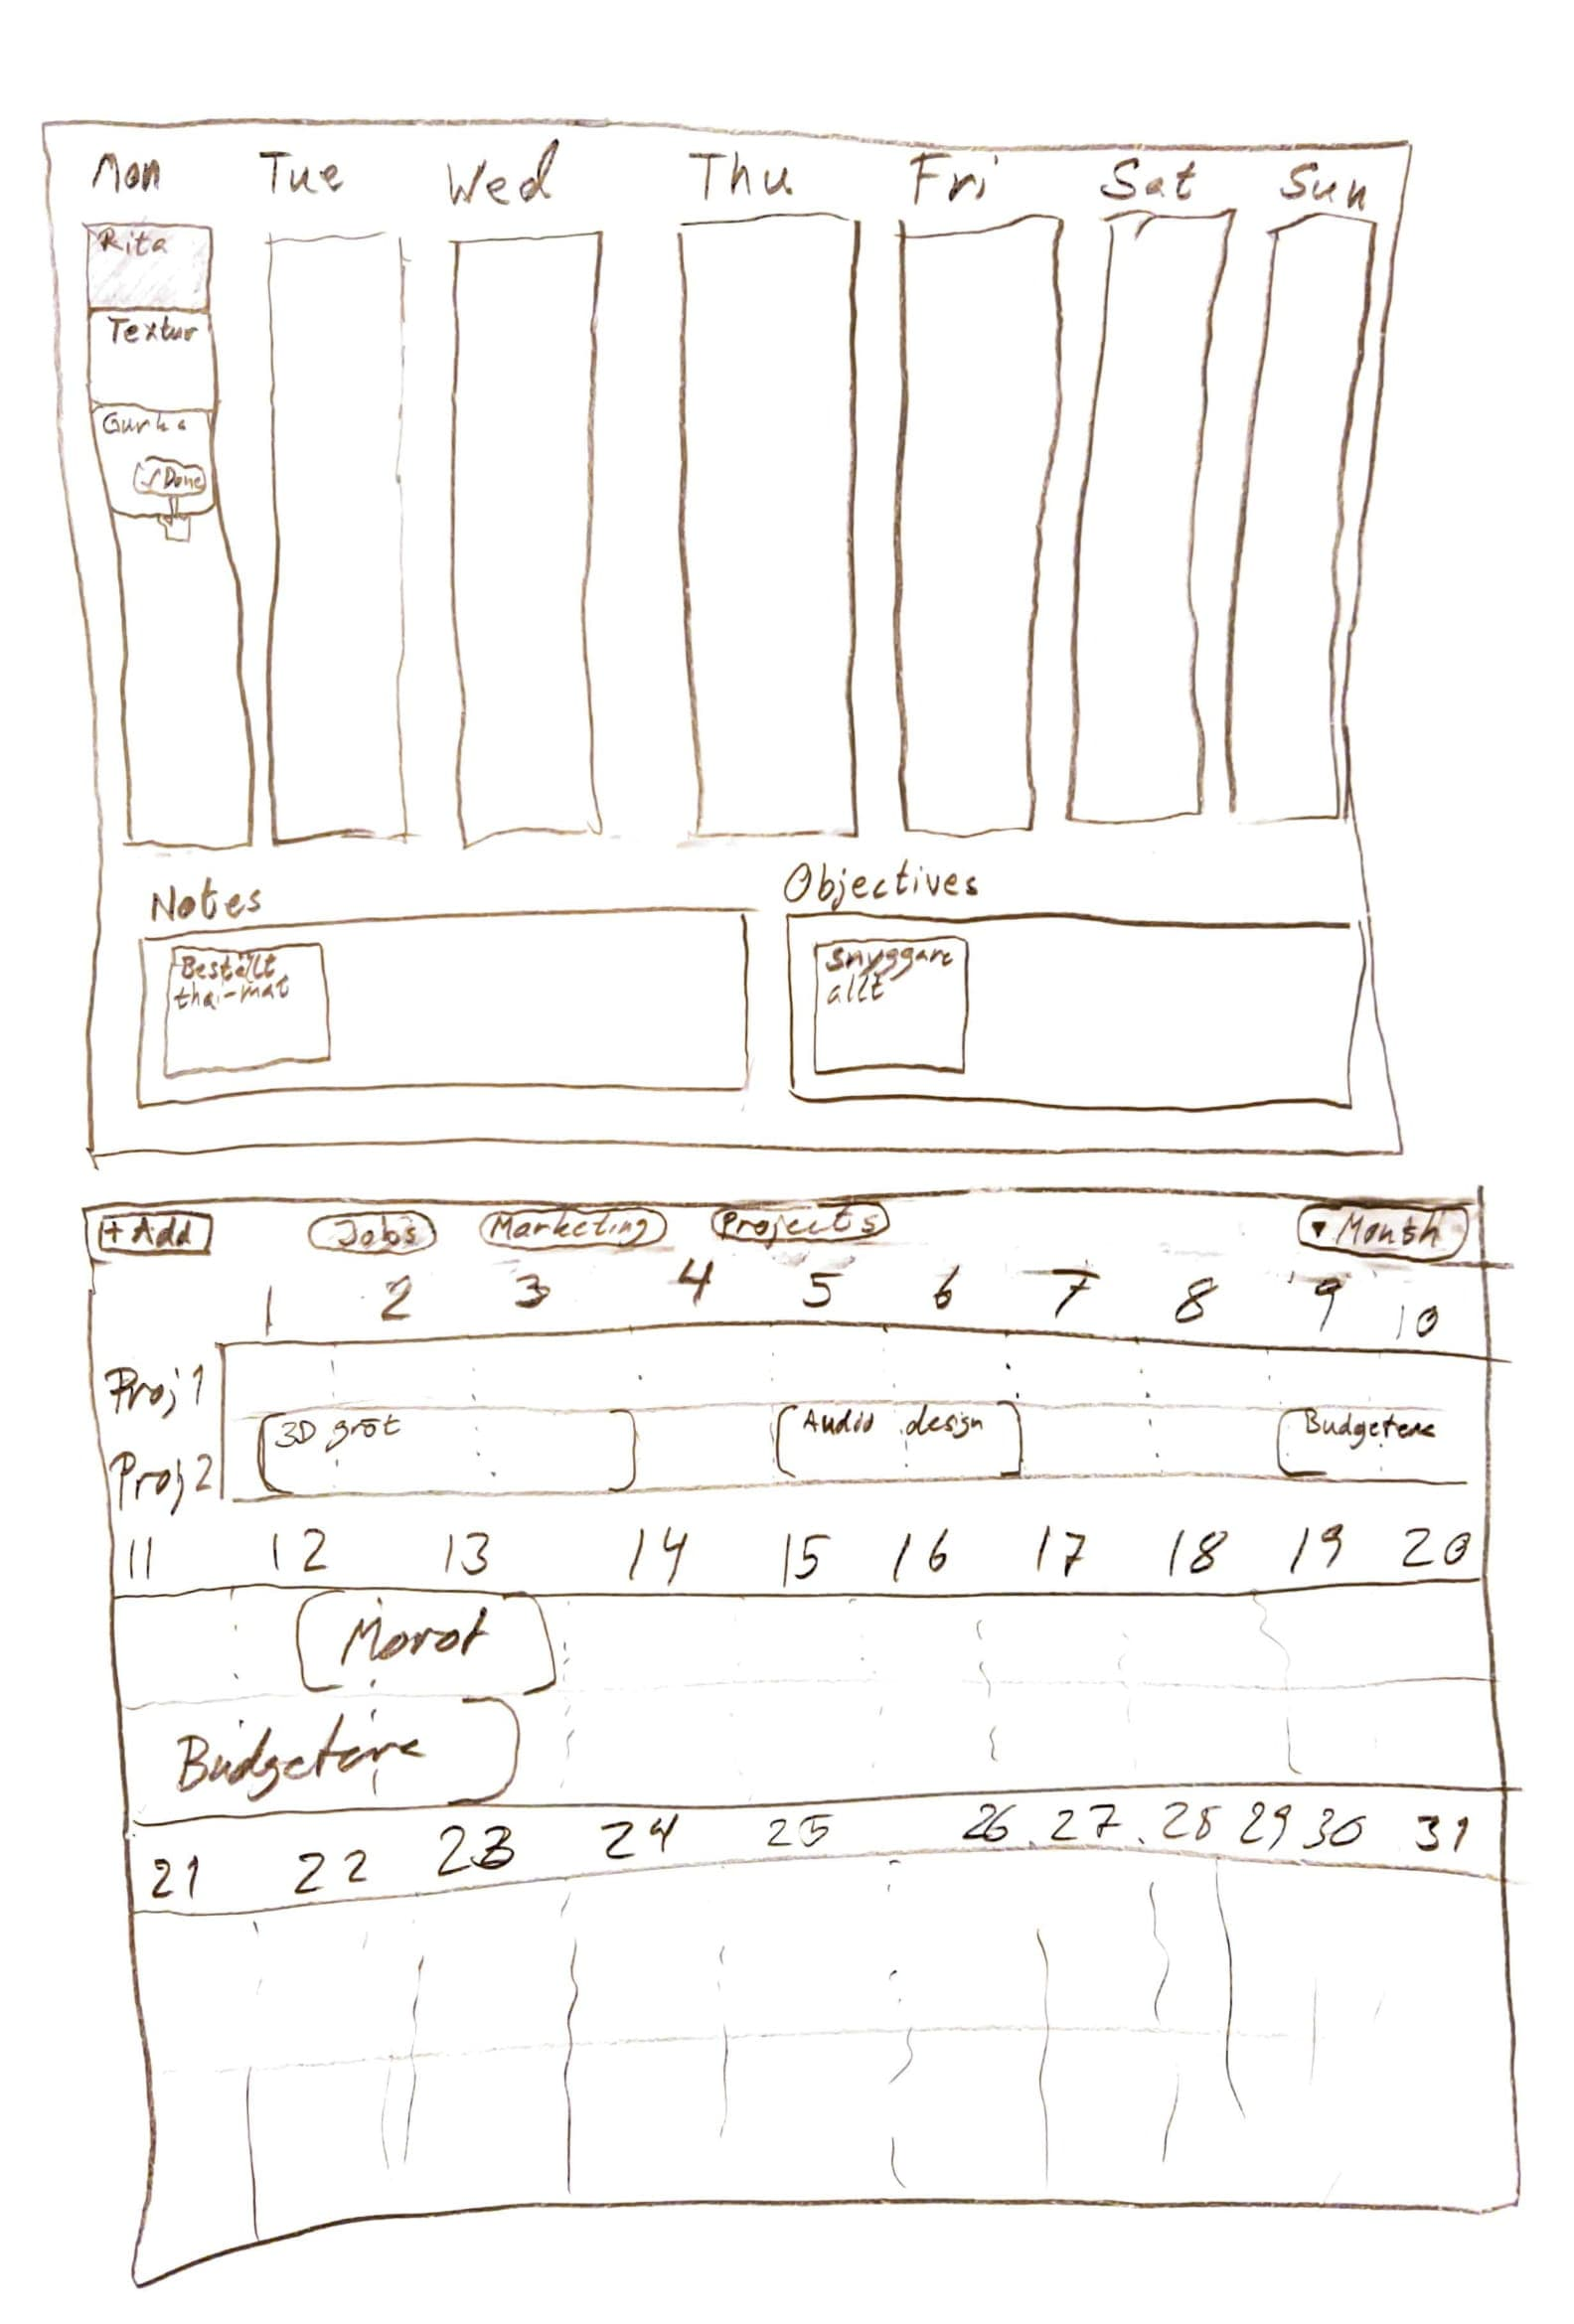 Mon Tue Wed Thu Fri Sat Sun
Rita
Textur
Gurka
✓ Done
Notes
Objectives
Beställt
thai-mat
Snyggare
allt
+ Add Jobs Marketing Projects ▾ Month
1 2 3 4 5 6 7 8 9 10
Proj 1
Proj 2
3D gröt Audio design Budgetera
11 12 13 14 15 16 17 18 19 20
Morot
Budgetera
21 22 23 24 25 26 27 28 29 30 31